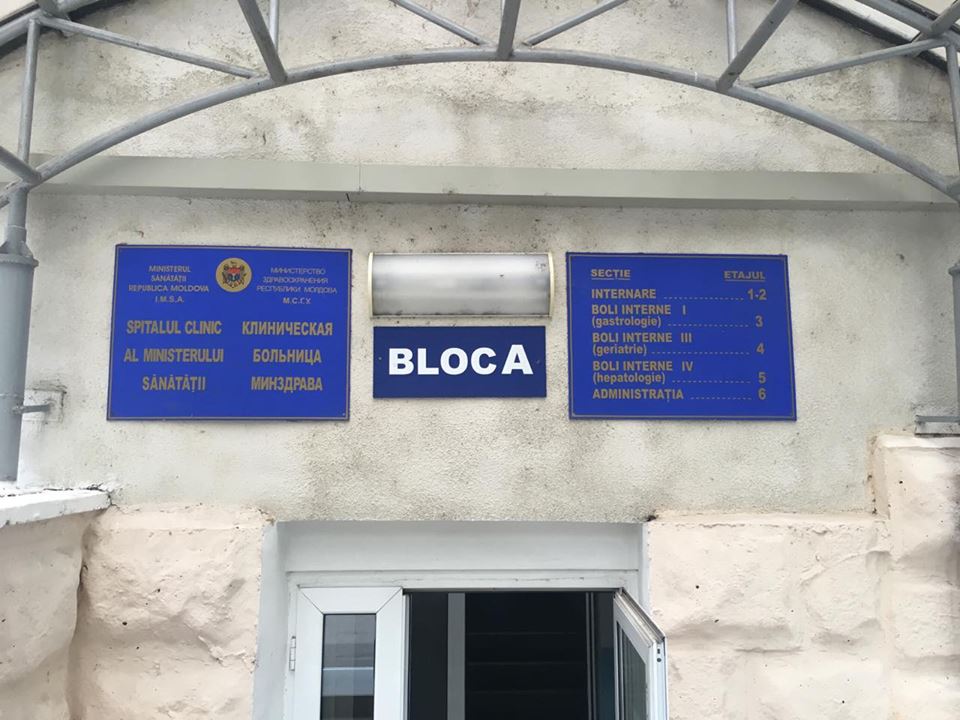 MINISTERUL
SĂNĂTĂȚII
REPUBLICA MOLDOVA
I.M.S.A.
МИНИСТЕРСТВО
ЗДРАВООХРАНЕНИЯ
РЕСПУБЛИКИ МОЛДОВА
М.С.Г.У.
SPITALUL CLINIC
AL MINISTERULUI
SĂNĂTĂȚII
КЛИНИЧЕСКАЯ
БОЛЬНИЦА
МИНЗДРАВА
BLOC A
SECȚIE ETAJUL
INTERNARE 1-2
BOLI INTERNE I
(gastrologie) 3
BOLI INTERNE III
(geriatrie) 4
BOLI INTERNE IV
(hepatologie) 5
ADMINISTRAȚIA 6